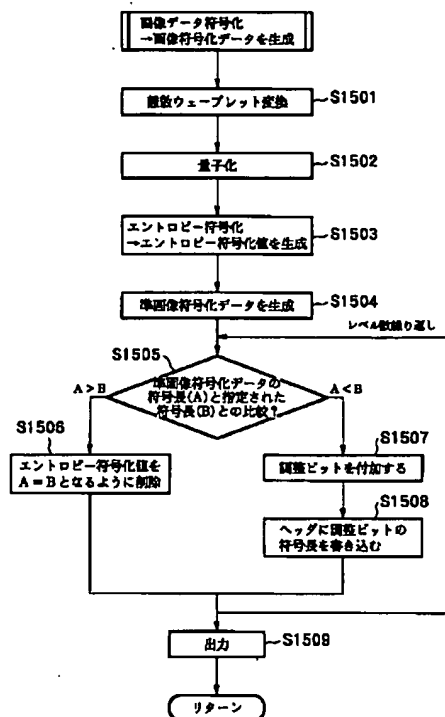 画像データ符号化
→画像符号化データを生成
離散ウェーブレット変換
S1501
量子化
S1502
エントロピー符号化
→エントロピー符号化値を生成
S1503
準画像符号化データを生成
S1504
レベル数繰り返し
S1505
準画像符号化データの
符号長(A)と指定された
符号長(B)との比較?
A>B
A<B
S1506
エントロピー符号化値を
A=Bとなるように削除
S1507
調整ビットを付加する
S1508
ヘッダに調整ビットの
符号長を書き込む
出力
S1509
リターン